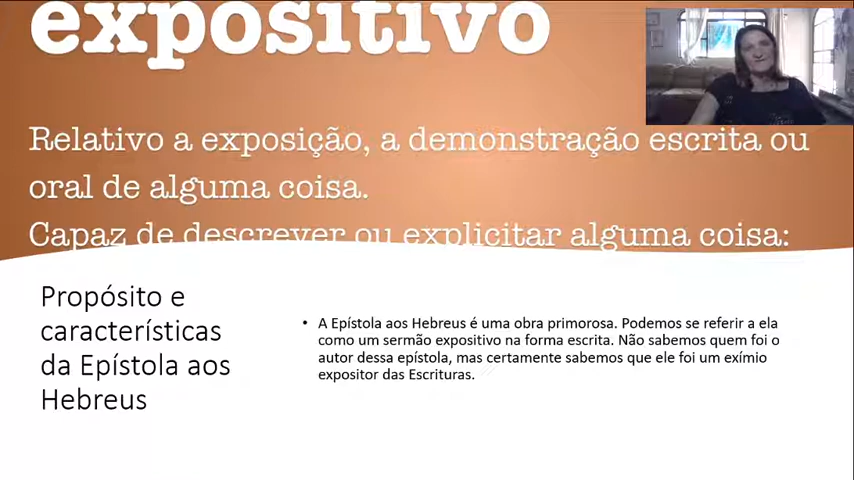 expositivo
Relativo a exposição, a demonstração escrita ou
oral de alguma coisa.
Capaz de descrever ou explicitar alguma coisa:
Propósito e
características
da Epístola aos
Hebreus
• A Epístola aos Hebreus é uma obra primorosa. Podemos se referir a ela
como um sermão expositivo na forma escrita. Não sabemos quem foi o
autor dessa epístola, mas certamente sabemos que ele foi um exímio
expositor das Escrituras.